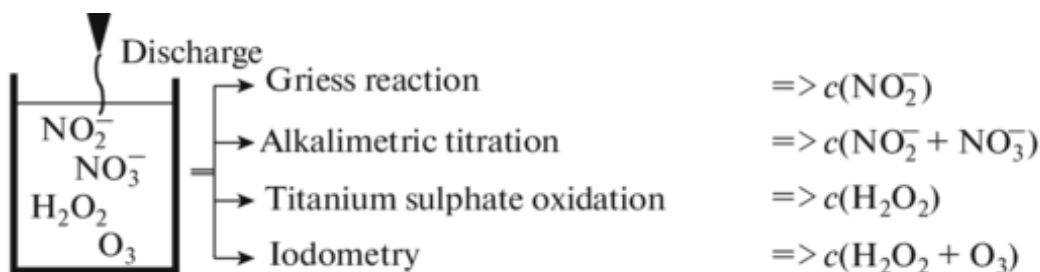 Discharge
NO₂⁻
NO₃⁻
H₂O₂
O₃
Griess reaction => c(NO₂⁻)
Alkalimetric titration => c(NO₂⁻ + NO₃⁻)
Titanium sulphate oxidation => c(H₂O₂)
Iodometry => c(H₂O₂ + O₃)